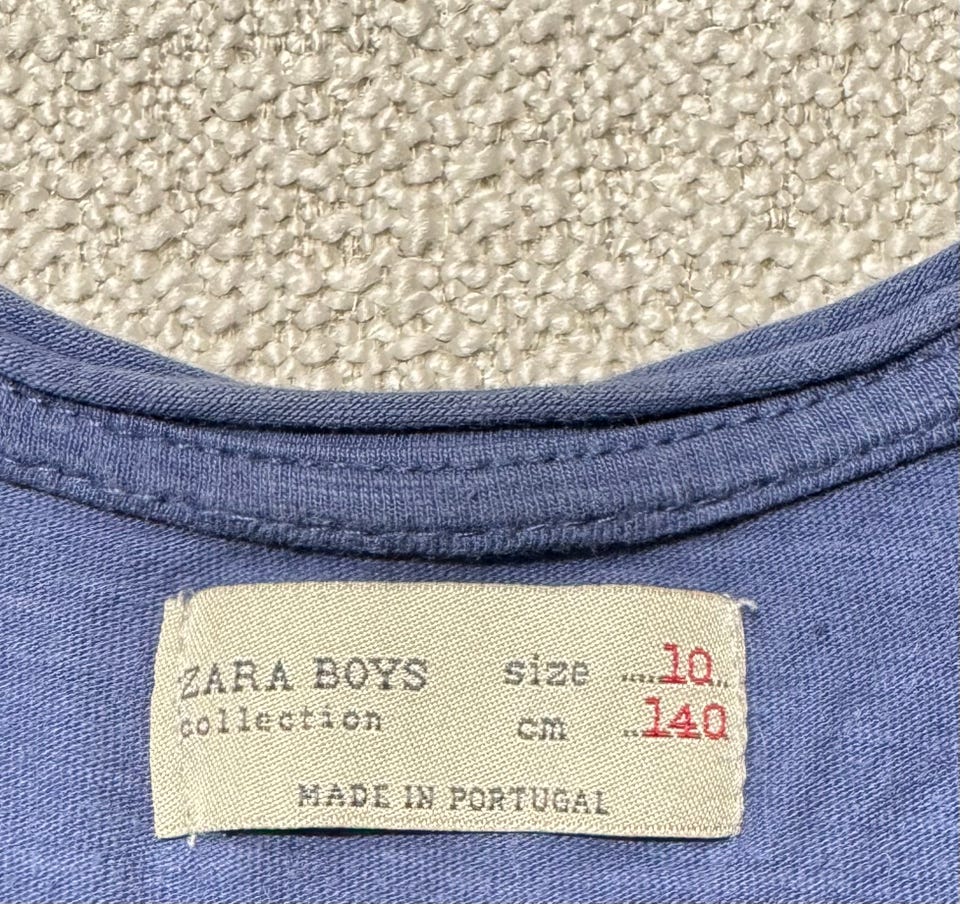 ZARA BOYS size ....10...
collection cm ..140
MADE IN PORTUGAL